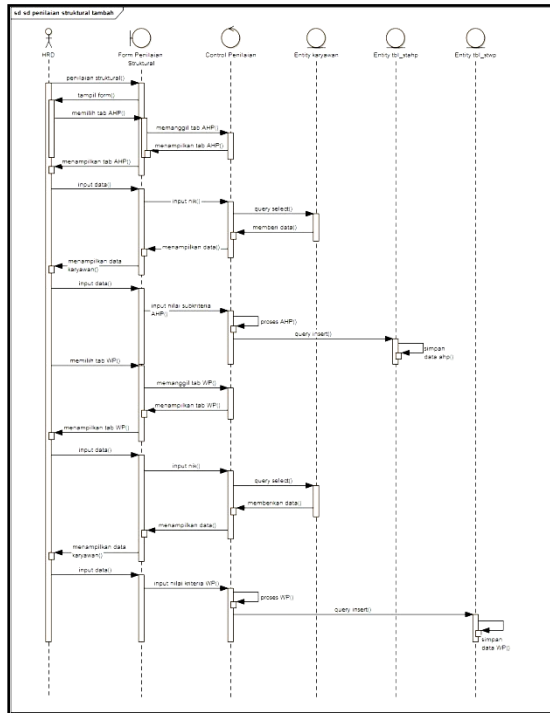 sd sd penilaian struktural tambah
HRD
Form Penilaian
Struktural
Control Penilaian
Entity karyawan
Entity tbl_stahp
Entity tbl_stwp
penilaian struktural()
tampil form()
memilih tab AHP()
memanggil tab AHP()
menampilkan tab AHP()
menampilkan tab AHP()
input data()
input nik()
query select()
memberi data()
menampilkan data()
menampilkan data
karyawan()
input data()
input nilai subkriteria
AHP()
proses AHP()
query insert()
simpan
data ahp()
memilih tab WP()
memanggil tab WP()
menampilkan tab WP()
menampilkan tab WP()
input data()
input nik()
query select()
memberikan data()
menampilkan data()
menampilkan data
karyawan()
input data()
input nilai kriteria WP()
proses WP()
query insert()
simpan
data WP()